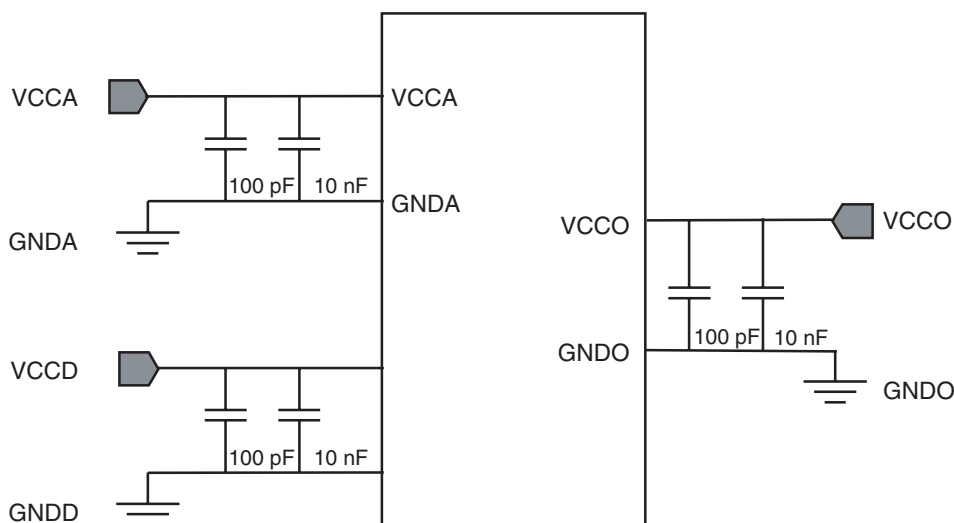 VCCA
VCCA
100 pF 10 nF
GNDA
GNDA
VCCO
VCCO
100 pF 10 nF
GNDO
GNDO
VCCD
100 pF 10 nF
GNDD